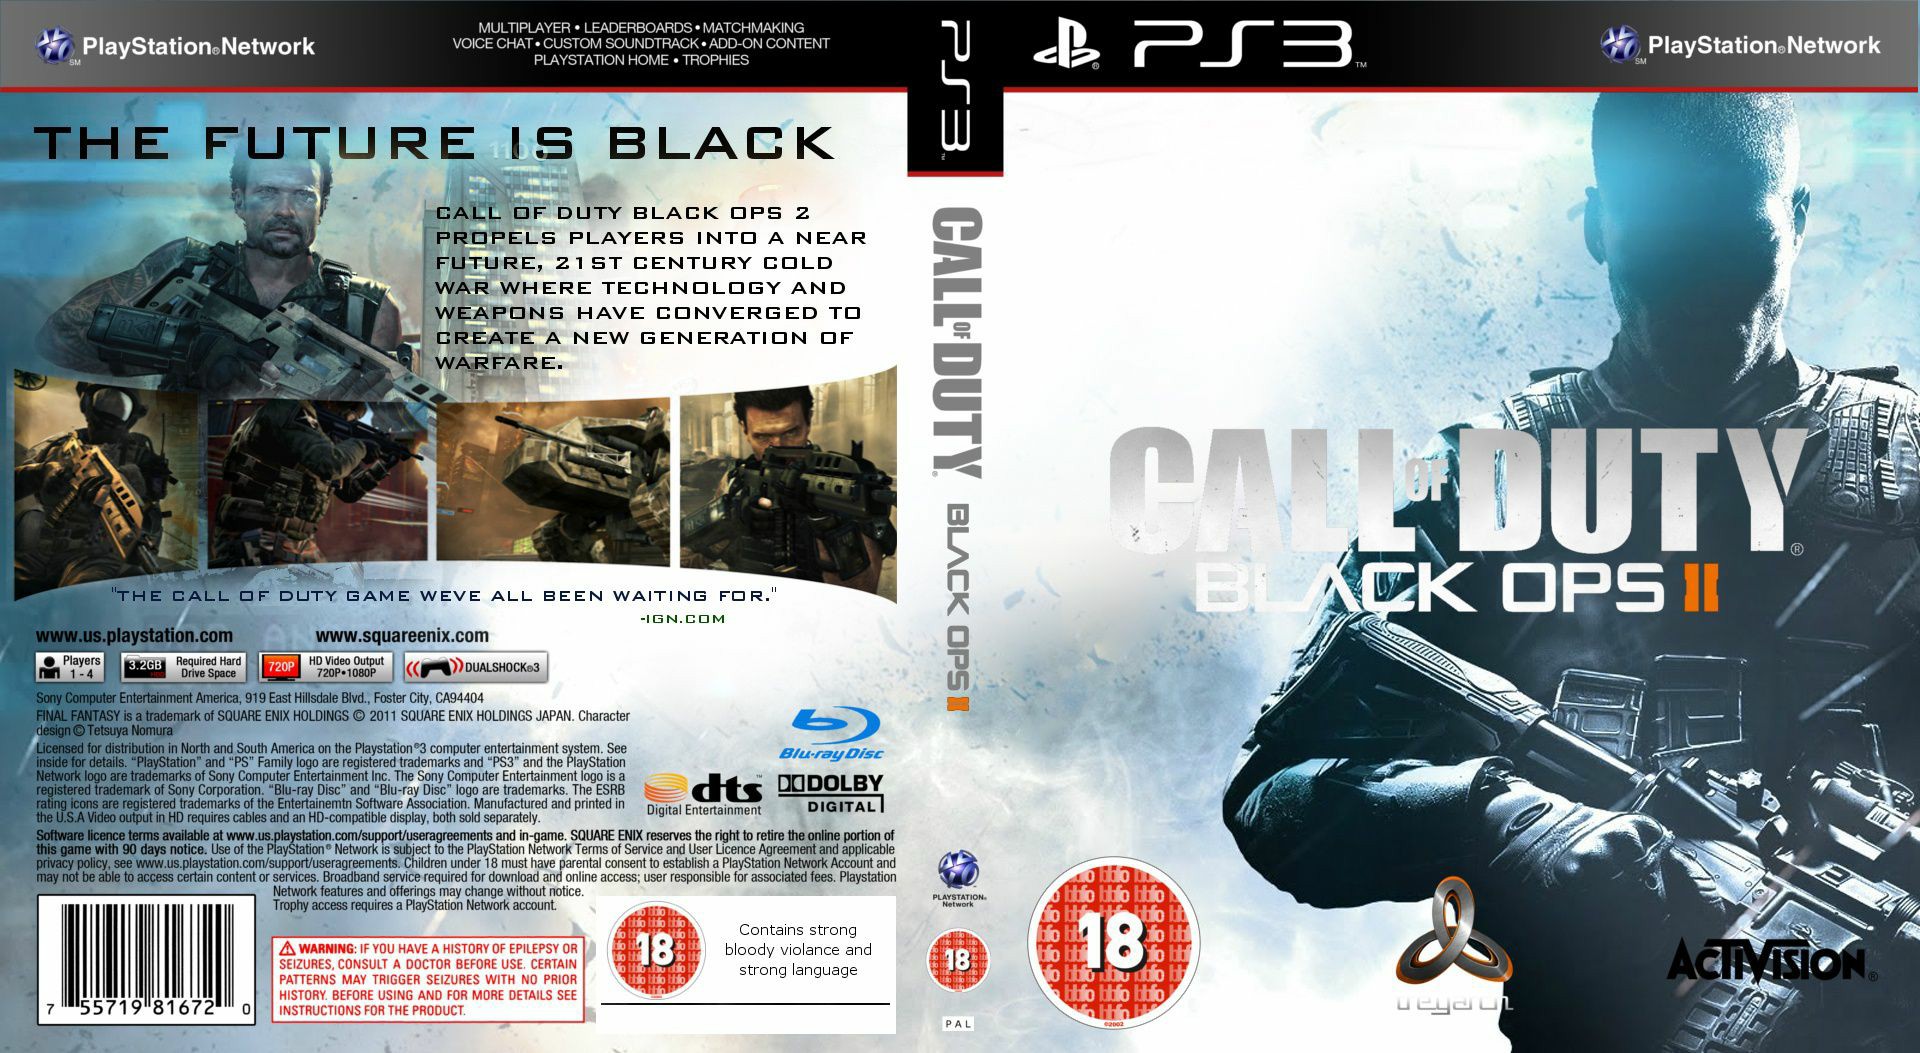 PlayStation®Network
SM
MULTIPLAYER • LEADERBOARDS • MATCHMAKING
VOICE CHAT • CUSTOM SOUNDTRACK • ADD-ON CONTENT
PLAYSTATION HOME • TROPHIES
THE FUTURE IS BLACK
1108
CALL OF DUTY BLACK OPS 2
PROPELS PLAYERS INTO A NEAR
FUTURE, 21ST CENTURY COLD
WAR WHERE TECHNOLOGY AND
WEAPONS HAVE CONVERGED TO
CREATE A NEW GENERATION OF
WARFARE.
"THE CALL OF DUTY GAME WEVE ALL BEEN WAITING FOR."
-IGN.COM
www.us.playstation.com
www.squareenix.com
Players
1 - 4
3.2GB
Required Hard
Drive Space
720P
HD Video Output
720P•1080P
DUALSHOCK®3
Sony Computer Entertainment America, 919 East Hillsdale Blvd., Foster City, CA94404
FINAL FANTASY is a trademark of SQUARE ENIX HOLDINGS © 2011 SQUARE ENIX HOLDINGS JAPAN. Character
design © Tetsuya Nomura
Licensed for distribution in North and South America on the Playstation®3 computer entertainment system. See
inside for details. “PlayStation” and “PS” Family logo are registered trademarks and “PS3” and the PlayStation
Network logo are trademarks of Sony Computer Entertainment Inc. The Sony Computer Entertainment logo is a
registered trademark of Sony Corporation. “Blu-ray Disc” and “Blu-ray Disc” logo are trademarks. The ESRB
rating icons are registered trademarks of the Entertainemtn Software Association. Manufactured and printed in
the U.S.A Video output in HD requires cables and an HD-compatible display, both sold separately.
Software licence terms available at www.us.playstation.com/support/useragreements and in-game. SQUARE ENIX reserves the right to retire the online portion of
this game with 90 days notice. Use of the PlayStation® Network is subject to the PlayStation Network Terms of Service and User Licence Agreement and applicable
privacy policy, see www.us.playstation.com/support/useragreements. Children under 18 must have parental consent to establish a PlayStation Network Account and
may not be able to access certain content or services. Broadband service required for download and online access; user responsible for associated fees. Playstation
Network features and offerings may change without notice.
Trophy access requires a PlayStation Network account.
Blu-ray Disc
dts™
Digital Entertainment
DOLBY
DIGITAL
7 55719 81672 0
WARNING: IF YOU HAVE A HISTORY OF EPILEPSY OR
SEIZURES, CONSULT A DOCTOR BEFORE USE. CERTAIN
PATTERNS MAY TRIGGER SEIZURES WITH NO PRIOR
HISTORY. BEFORE USING AND FOR MORE DETAILS SEE
INSTRUCTIONS FOR THE PRODUCT.
18
Contains strong
bloody violence and
strong language
PS3™
CALL OF DUTY®
BLACK OPS II
PLAYSTATION®
Network
18
PAL
PS3™
PlayStation®Network
SM
CALL OF DUTY®
BLACK OPS II
18
©2002
treyarch
ACTIVISION®